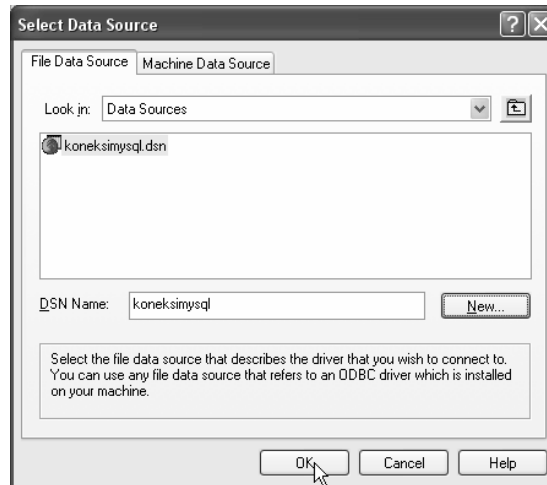 Select Data Source
File Data Source Machine Data Source
Look in: Data Sources
koneksimysql.dsn
DSN Name: koneksimysql New...
Select the file data source that describes the driver that you wish to connect to.
You can use any file data source that refers to an ODBC driver which is installed
on your machine.
OK Cancel Help